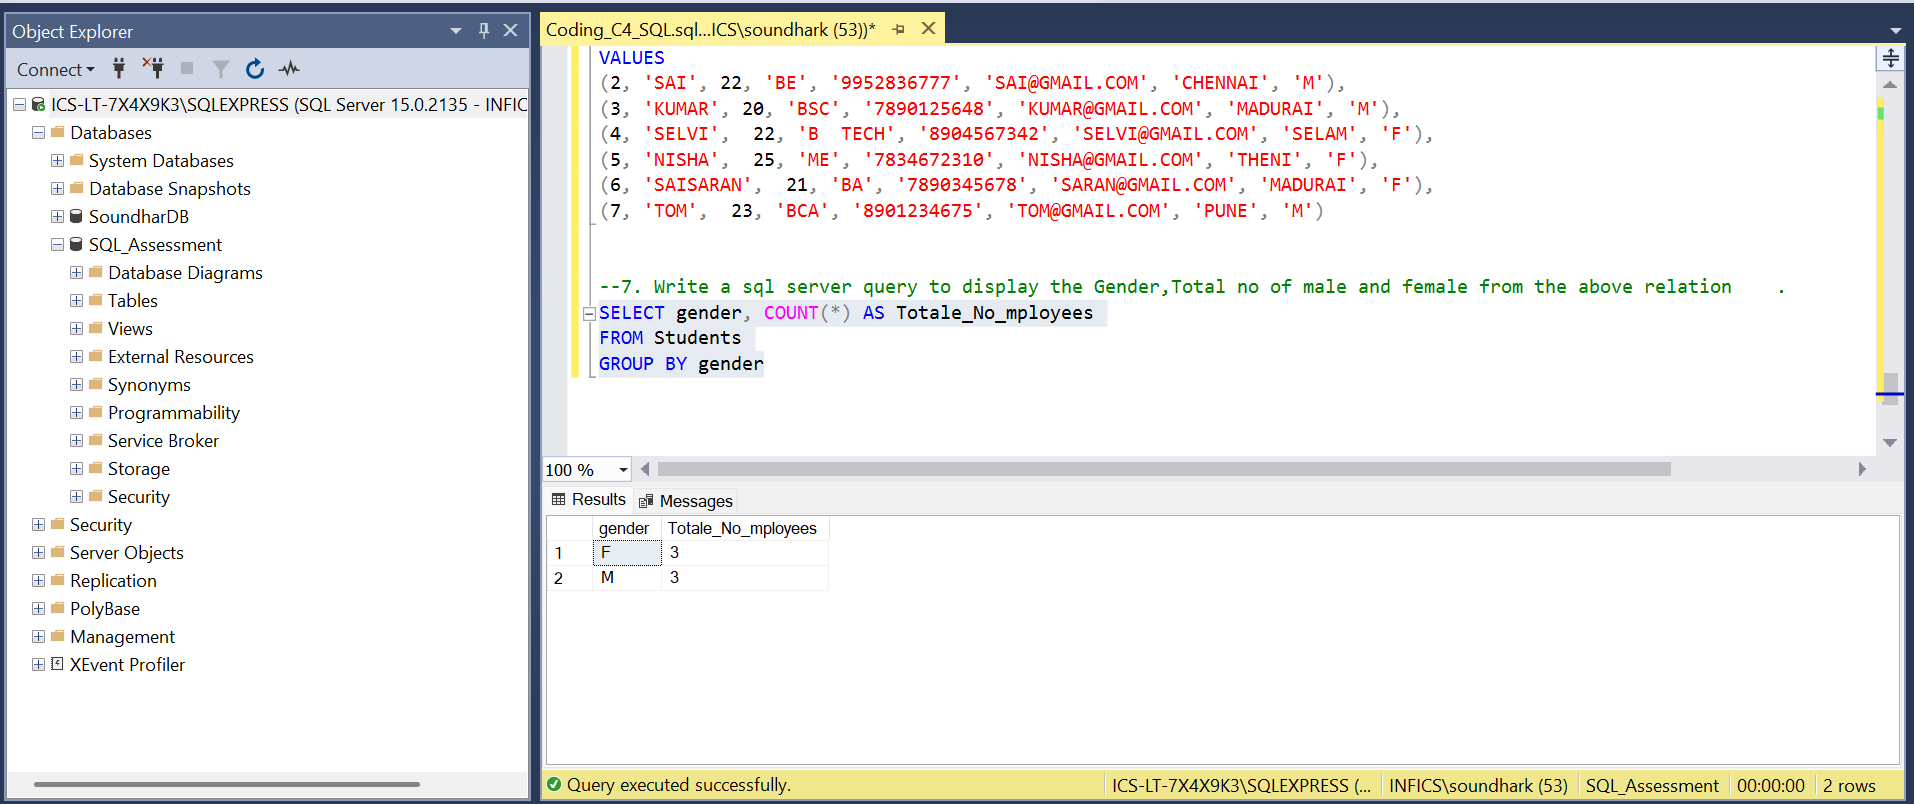 Object Explorer
Connect
ICS-LT-7X4X9K3\SQLEXPRESS (SQL Server 15.0.2135 - INFIC
Databases
System Databases
Database Snapshots
SoundharDB
SQL_Assessment
Database Diagrams
Tables
Views
External Resources
Synonyms
Programmability
Service Broker
Storage
Security
Security
Server Objects
Replication
PolyBase
Management
XEvent Profiler
Coding_C4_SQL.sql...ICS\soundhark (53))*
VALUES
(2, 'SAI', 22, 'BE', '9952836777', 'SAI@GMAIL.COM', 'CHENNAI', 'M'),
(3, 'KUMAR', 20, 'BSC', '7890125648', 'KUMAR@GMAIL.COM', 'MADURAI', 'M'),
(4, 'SELVI',  22, 'B  TECH', '8904567342', 'SELVI@GMAIL.COM', 'SELAM', 'F'),
(5, 'NISHA',  25, 'ME', '7834672310', 'NISHA@GMAIL.COM', 'THENI', 'F'),
(6, 'SAISARAN',  21, 'BA', '7890345678', 'SARAN@GMAIL.COM', 'MADURAI', 'F'),
(7, 'TOM',  23, 'BCA', '8901234675', 'TOM@GMAIL.COM', 'PUNE', 'M')
--7. Write a sql server query to display the Gender,Total no of male and female from the above relation    .
SELECT gender, COUNT(*) AS Totale_No_mployees
FROM Students
GROUP BY gender
100 %
Results Messages
gender Totale_No_mployees
1 F 3
2 M 3
Query executed successfully. ICS-LT-7X4X9K3\SQLEXPRESS (... INFICS\soundhark (53) SQL_Assessment 00:00:00 2 rows